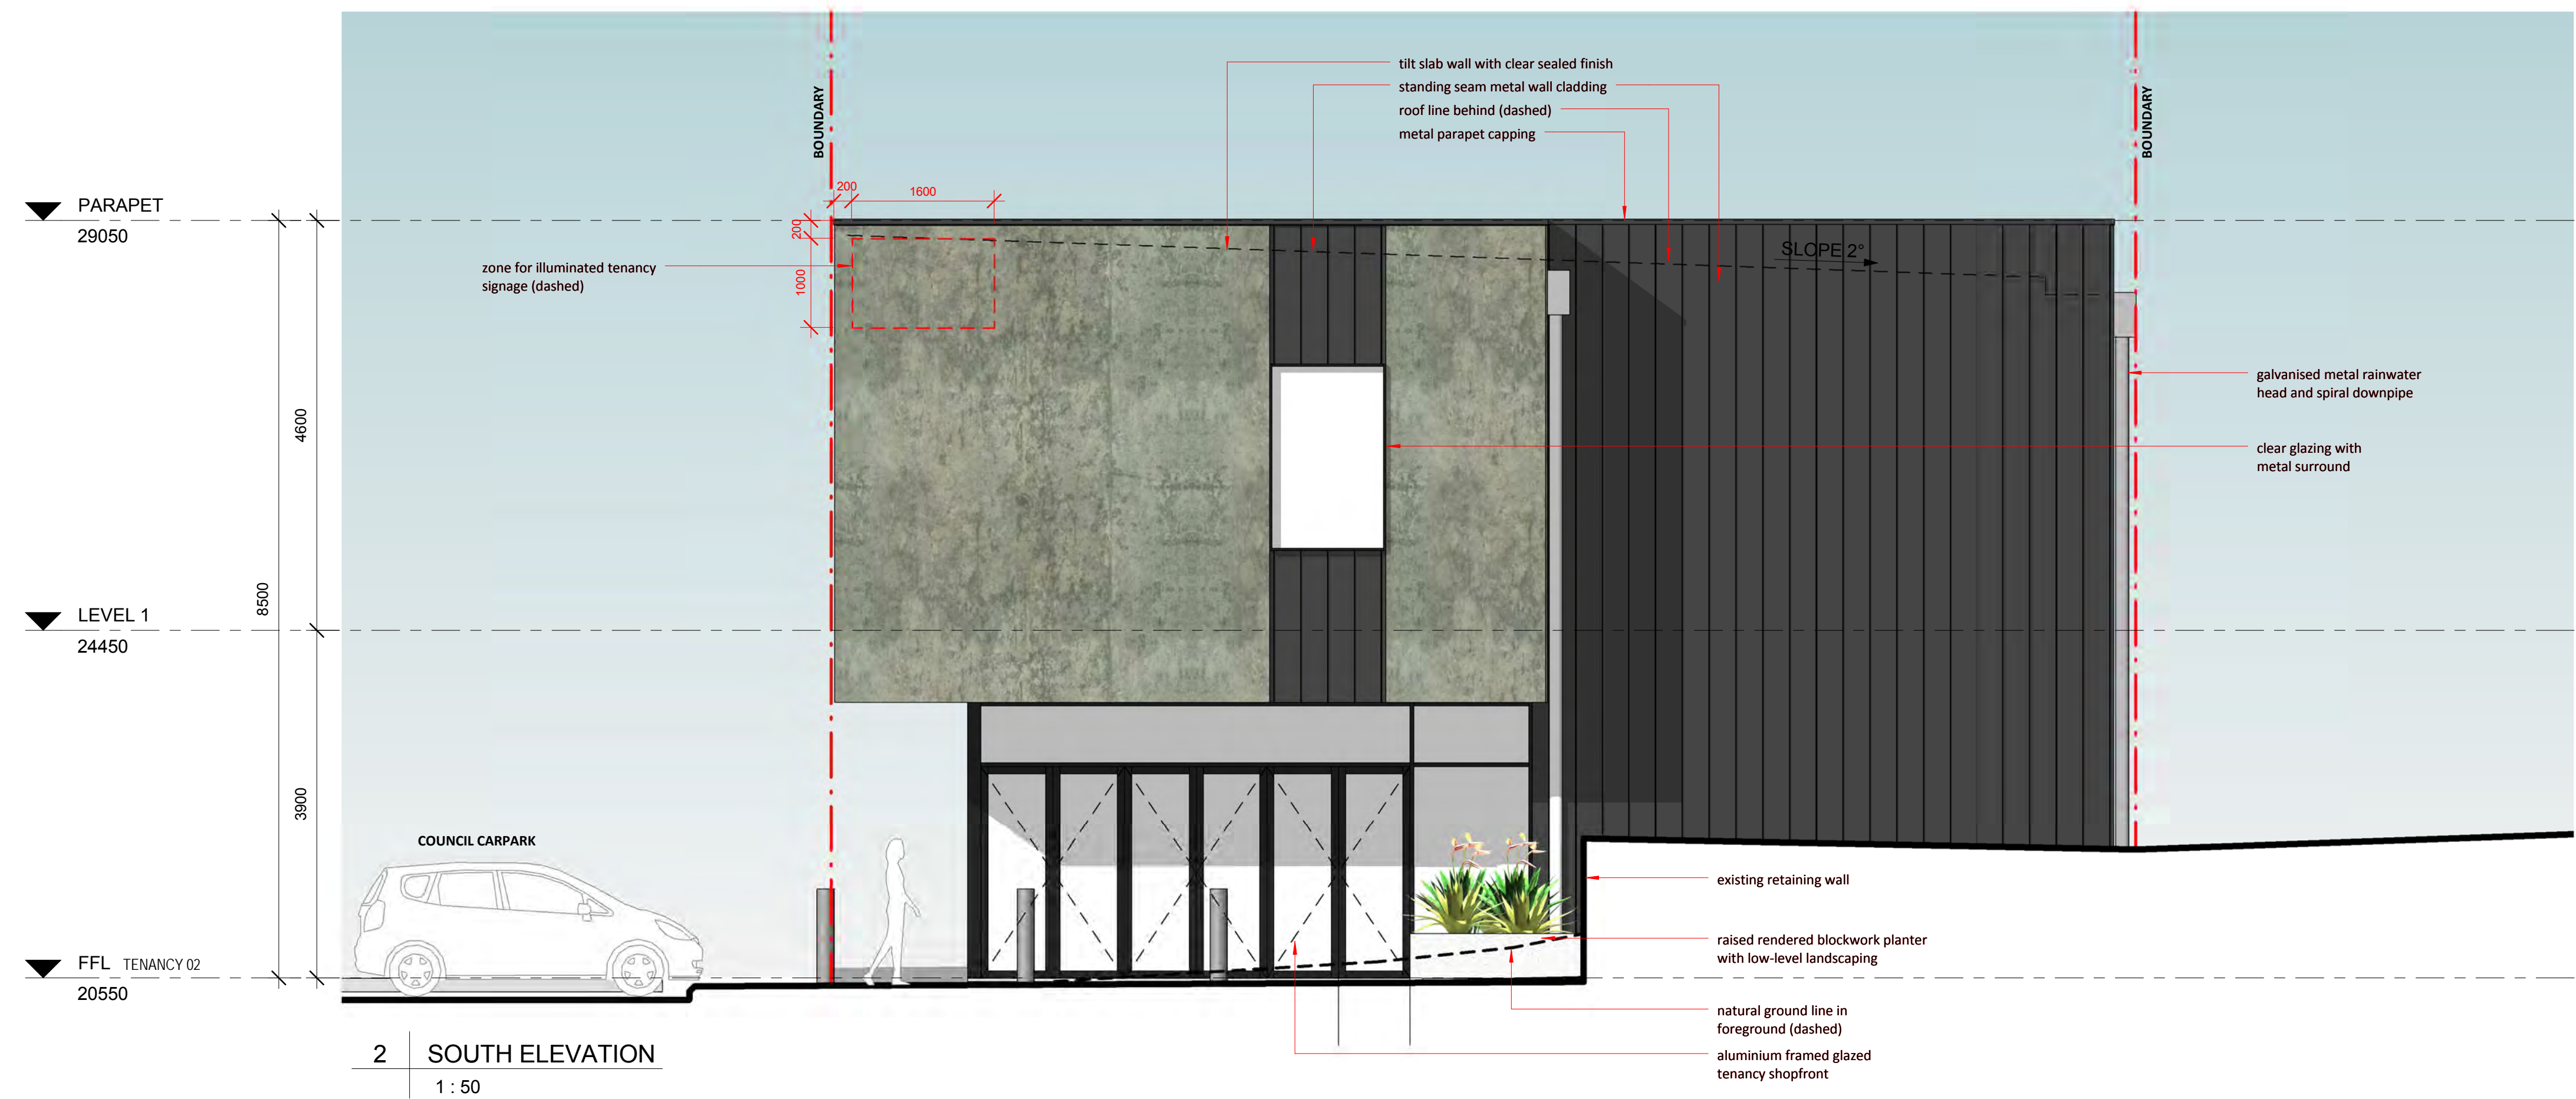 tilt slab wall with clear sealed finish
standing seam metal wall cladding
roof line behind (dashed)
metal parapet capping
BOUNDARY
BOUNDARY
200
1600
PARAPET
29050
200
1000
SLOPE 2°
zone for illuminated tenancy
signage (dashed)
galvanised metal rainwater
head and spiral downpipe
4600
clear glazing with
metal surround
8500
LEVEL 1
24450
3900
COUNCIL CARPARK
existing retaining wall
raised rendered blockwork planter
with low-level landscaping
FFL TENANCY 02
20550
natural ground line in
foreground (dashed)
aluminium framed glazed
tenancy shopfront
2 SOUTH ELEVATION
1 : 50